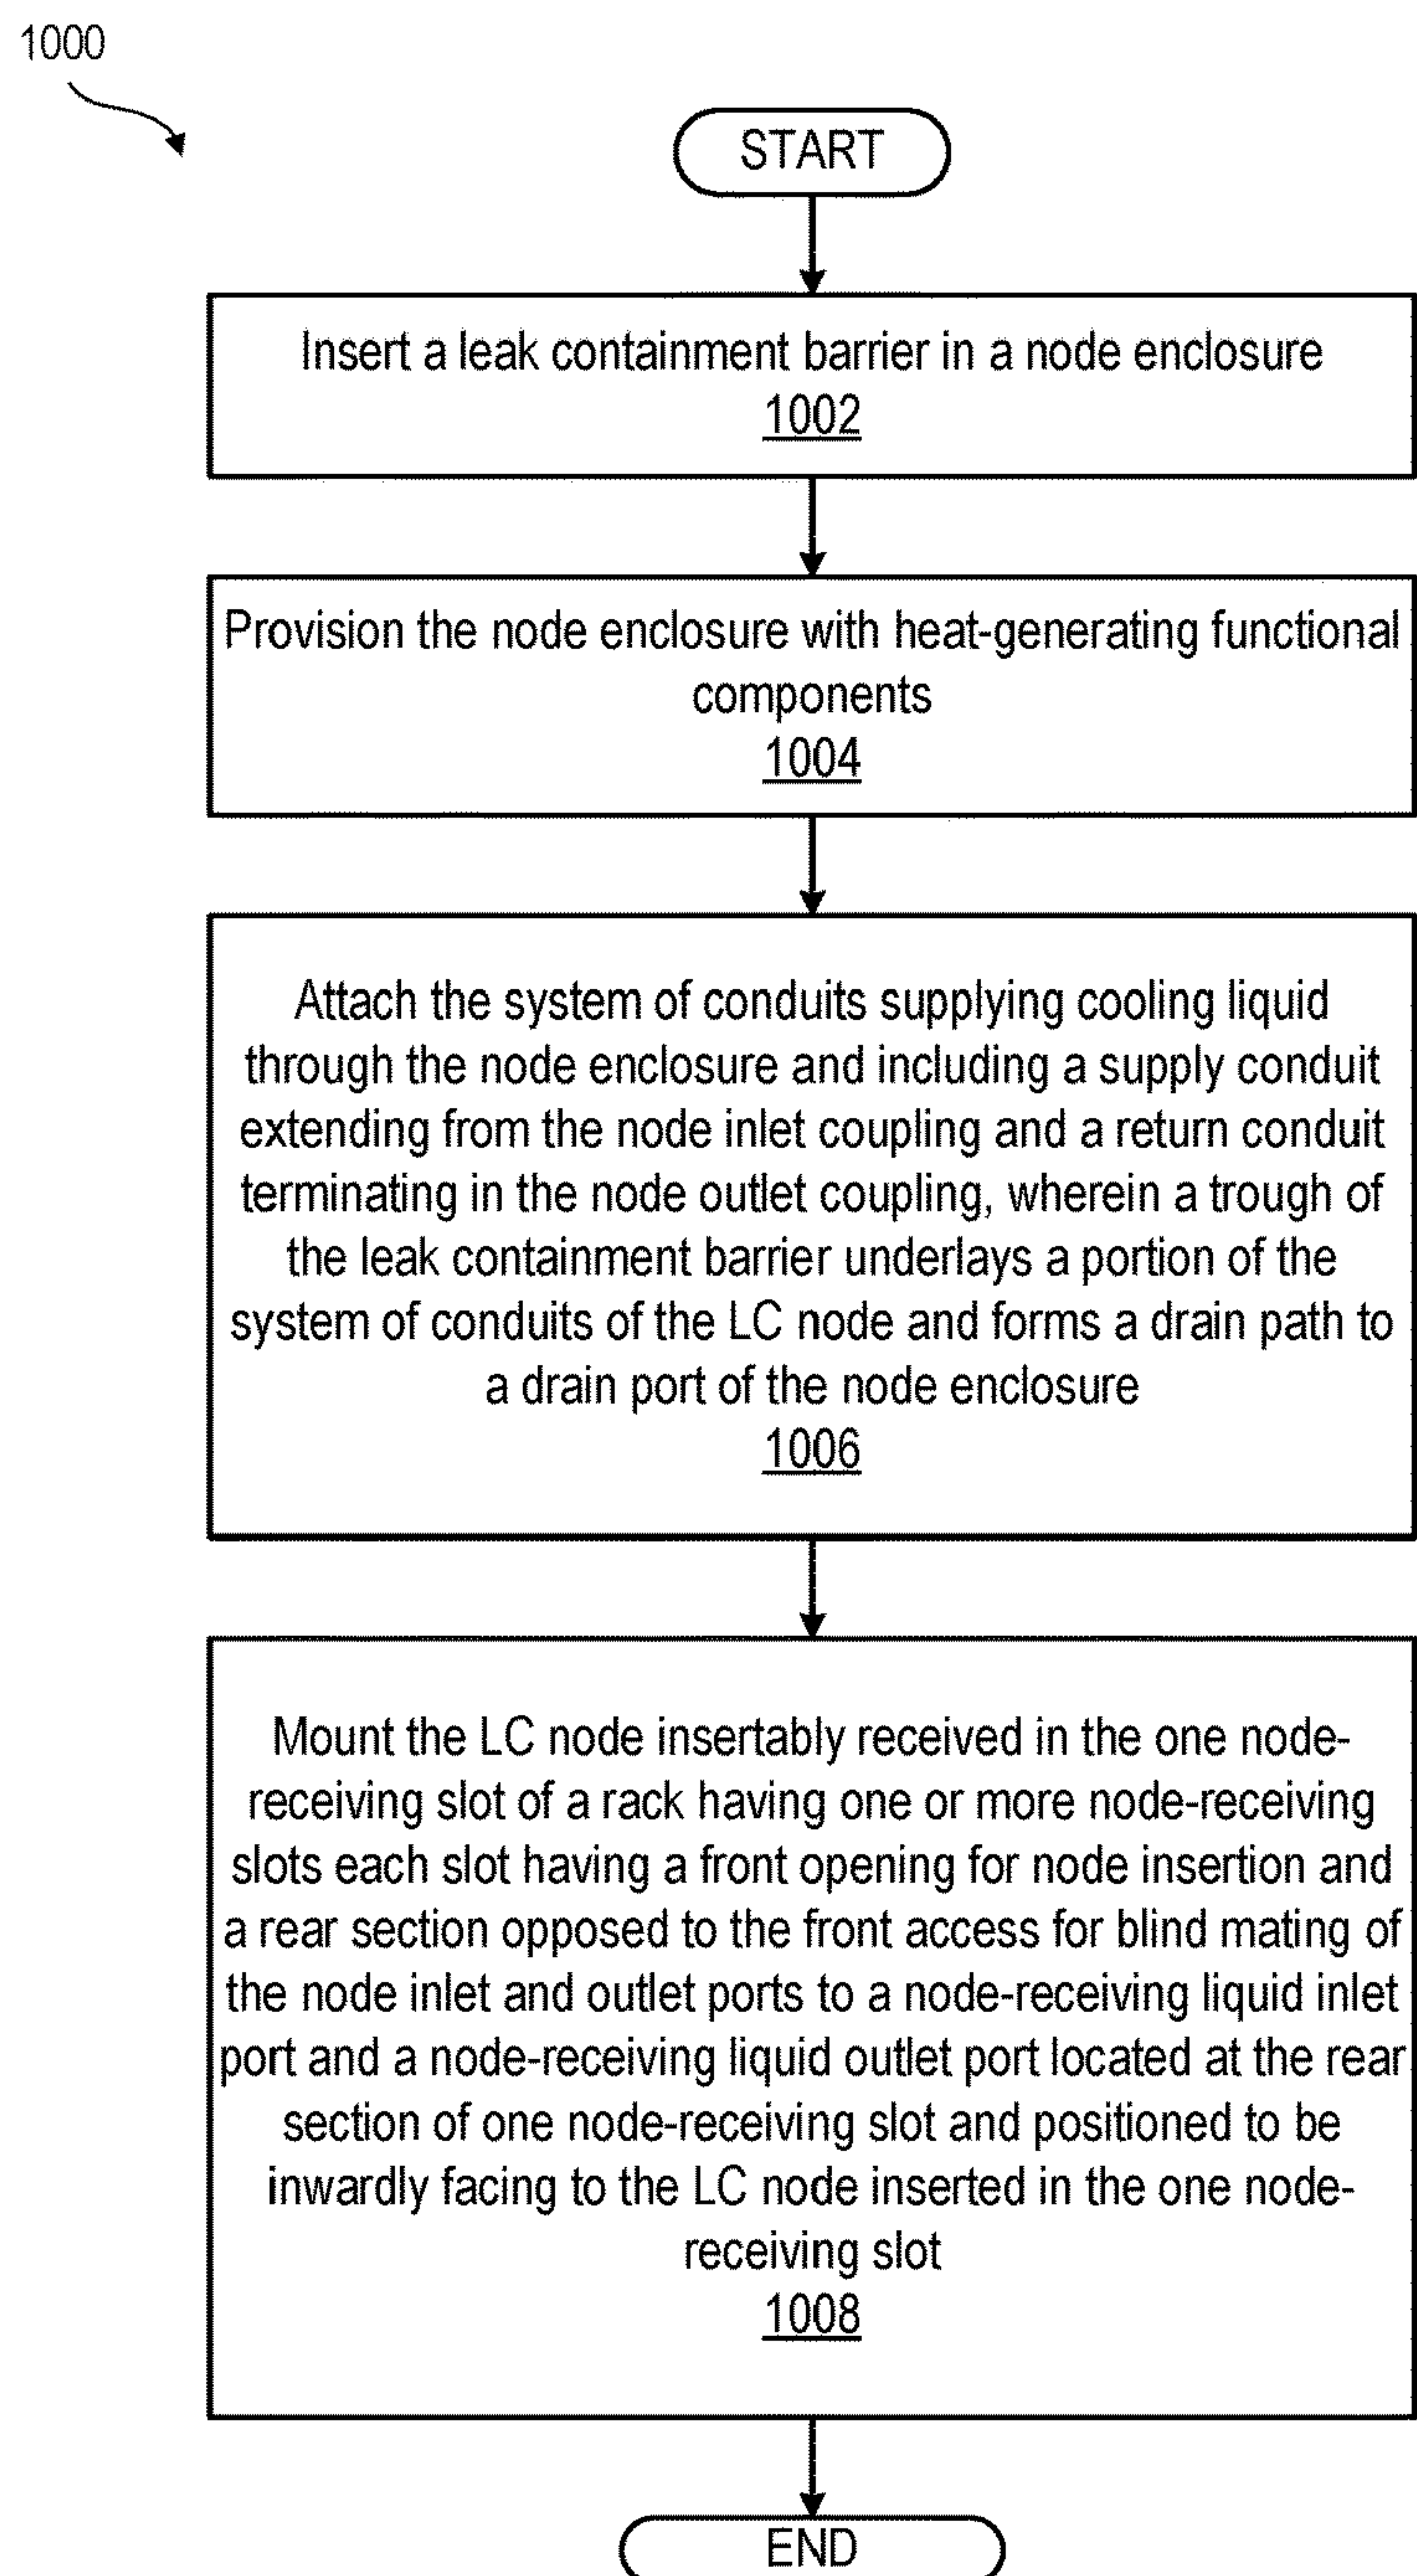 1000
START
Insert a leak containment barrier in a node enclosure
1002
Provision the node enclosure with heat-generating functional
components
1004
Attach the system of conduits supplying cooling liquid
through the node enclosure and including a supply conduit
extending from the node inlet coupling and a return conduit
terminating in the node outlet coupling, wherein a trough of
the leak containment barrier underlays a portion of the
system of conduits of the LC node and forms a drain path to
a drain port of the node enclosure
1006
Mount the LC node insertably received in the one node-
receiving slot of a rack having one or more node-receiving
slots each slot having a front opening for node insertion and
a rear section opposed to the front access for blind mating of
the node inlet and outlet ports to a node-receiving liquid inlet
port and a node-receiving liquid outlet port located at the rear
section of one node-receiving slot and positioned to be
inwardly facing to the LC node inserted in the one node-
receiving slot
1008
END